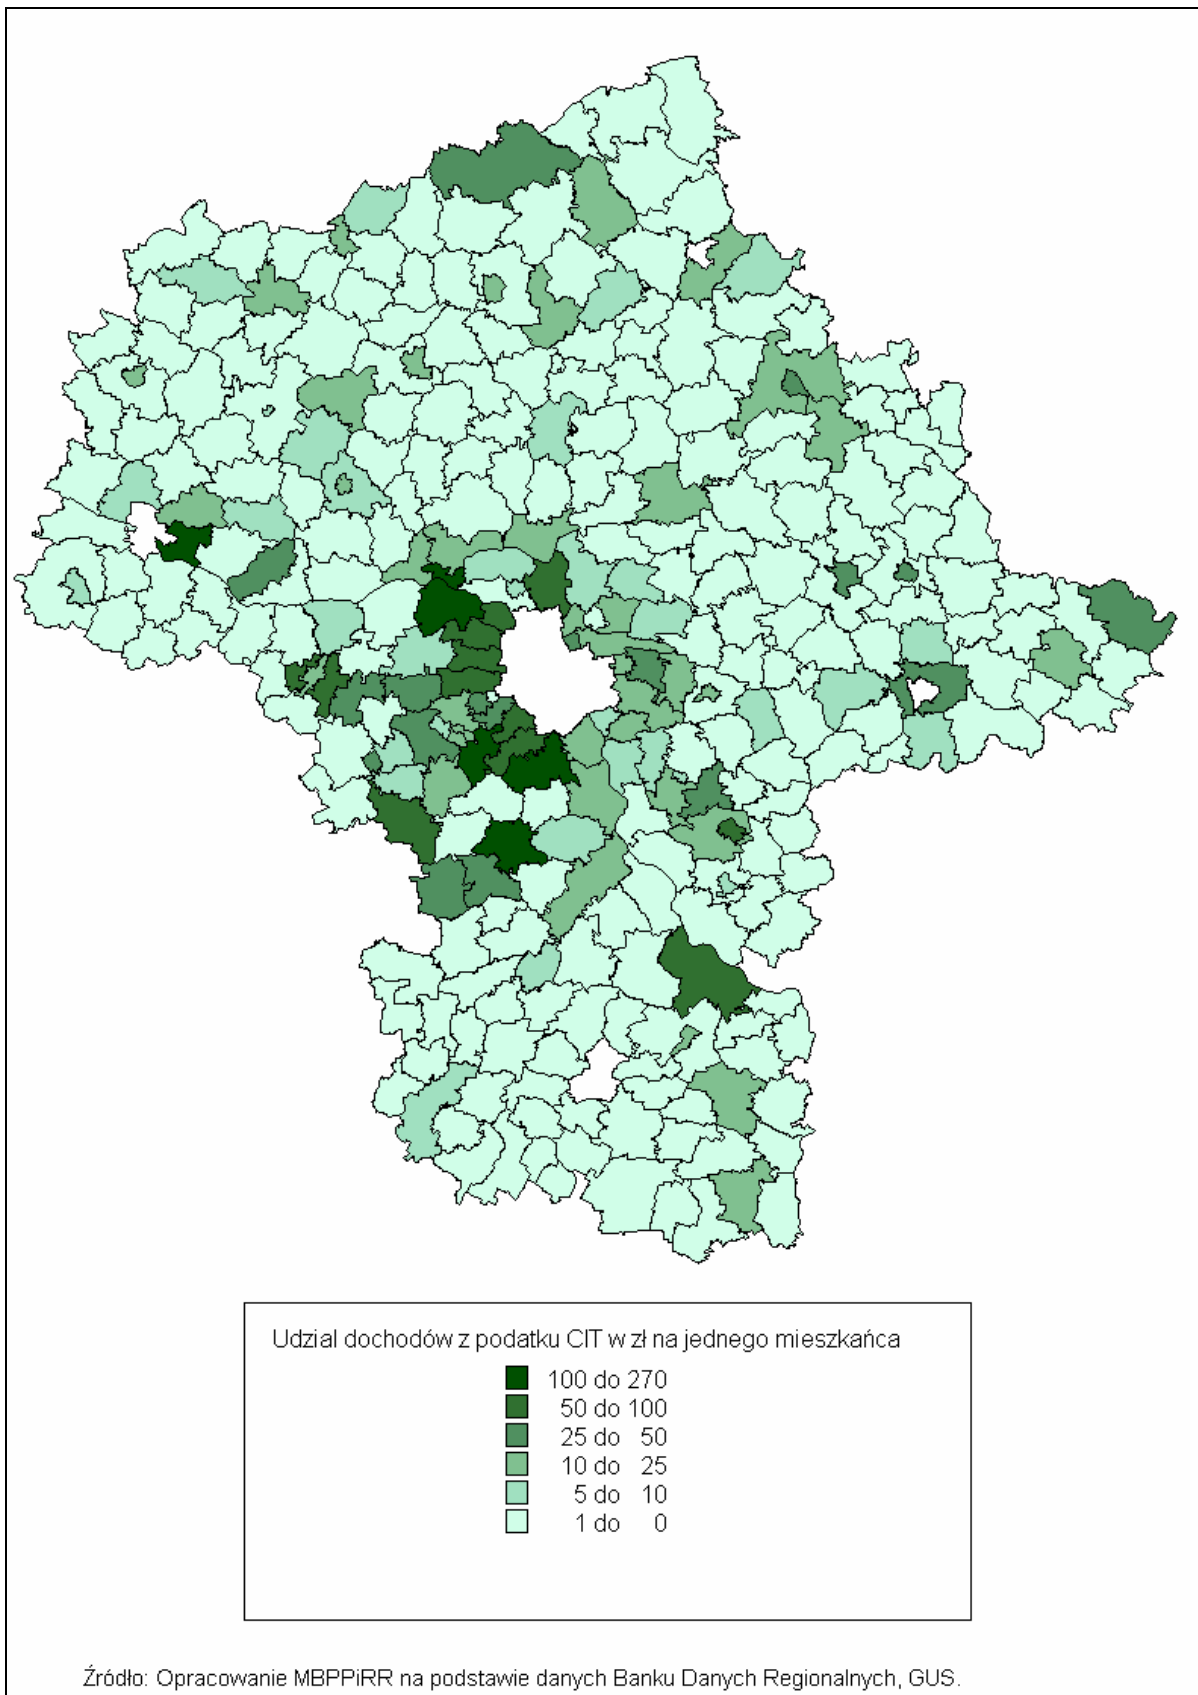 Udzial dochodów z podatku CIT w zł na jednego mieszkańca
100 do 270
50 do 100
25 do 50
10 do 25
5 do 10
1 do 0
Źródło: Opracowanie MBPPiRR na podstawie danych Banku Danych Regionalnych, GUS.